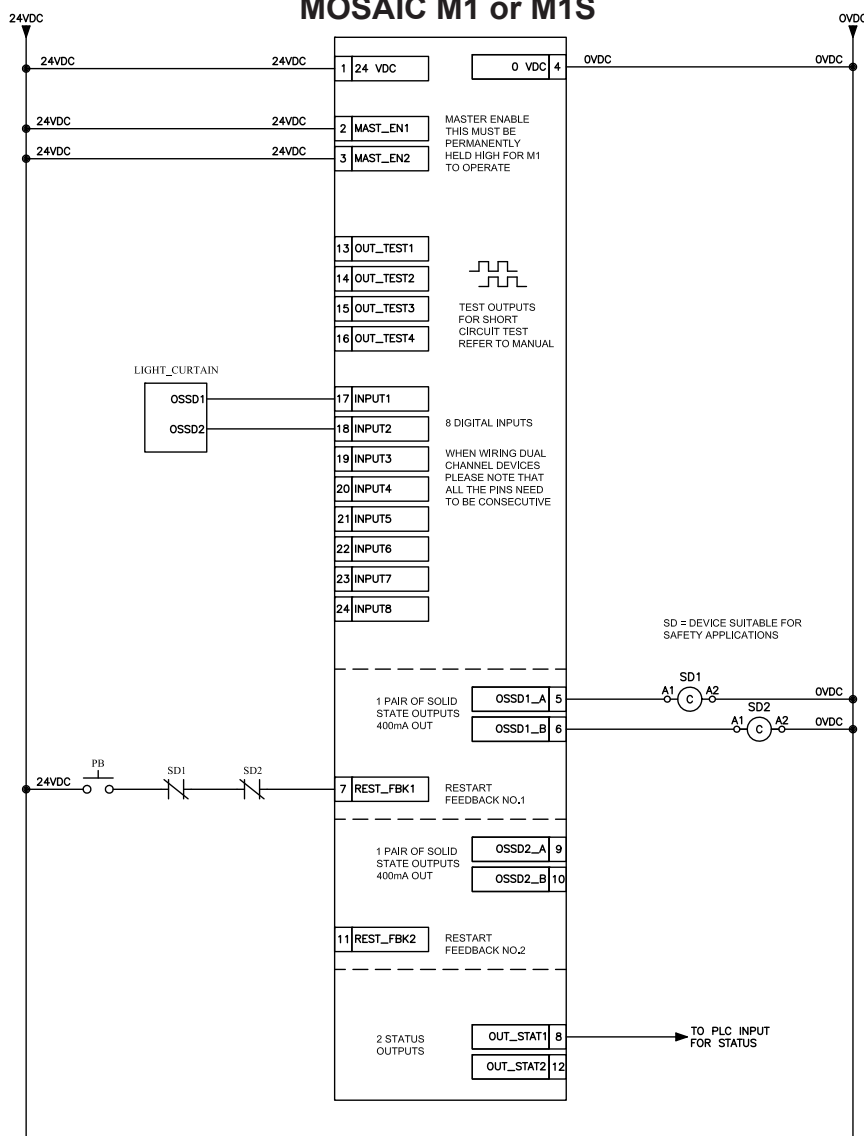 MOSAIC M1 or M1S
24VDC
0VDC
24VDC 24VDC 1 24 VDC
0 VDC 4 0VDC 0VDC
24VDC 24VDC 2 MAST_EN1
24VDC 24VDC 3 MAST_EN2
MASTER ENABLE
THIS MUST BE
PERMANENTLY
HELD HIGH FOR M1
TO OPERATE
13 OUT_TEST1
14 OUT_TEST2
15 OUT_TEST3
16 OUT_TEST4
TEST OUTPUTS
FOR SHORT
CIRCUIT TEST
REFER TO MANUAL
LIGHT_CURTAIN
OSSD1
OSSD2
17 INPUT1
18 INPUT2
19 INPUT3
20 INPUT4
21 INPUT5
22 INPUT6
23 INPUT7
24 INPUT8
8 DIGITAL INPUTS
WHEN WIRING DUAL
CHANNEL DEVICES
PLEASE NOTE THAT
ALL THE PINS NEED
TO BE CONSECUTIVE
SD = DEVICE SUITABLE FOR
SAFETY APPLICATIONS
1 PAIR OF SOLID
STATE OUTPUTS
400mA OUT
OSSD1_A 5
OSSD1_B 6
SD1
A1 C A2 0VDC
SD2
A1 C A2 0VDC
24VDC PB SD1 SD2 7 REST_FBK1
RESTART
FEEDBACK NO.1
1 PAIR OF SOLID
STATE OUTPUTS
400mA OUT
OSSD2_A 9
OSSD2_B 10
11 REST_FBK2
RESTART
FEEDBACK NO.2
2 STATUS
OUTPUTS
OUT_STAT1 8
OUT_STAT2 12
TO PLC INPUT
FOR STATUS